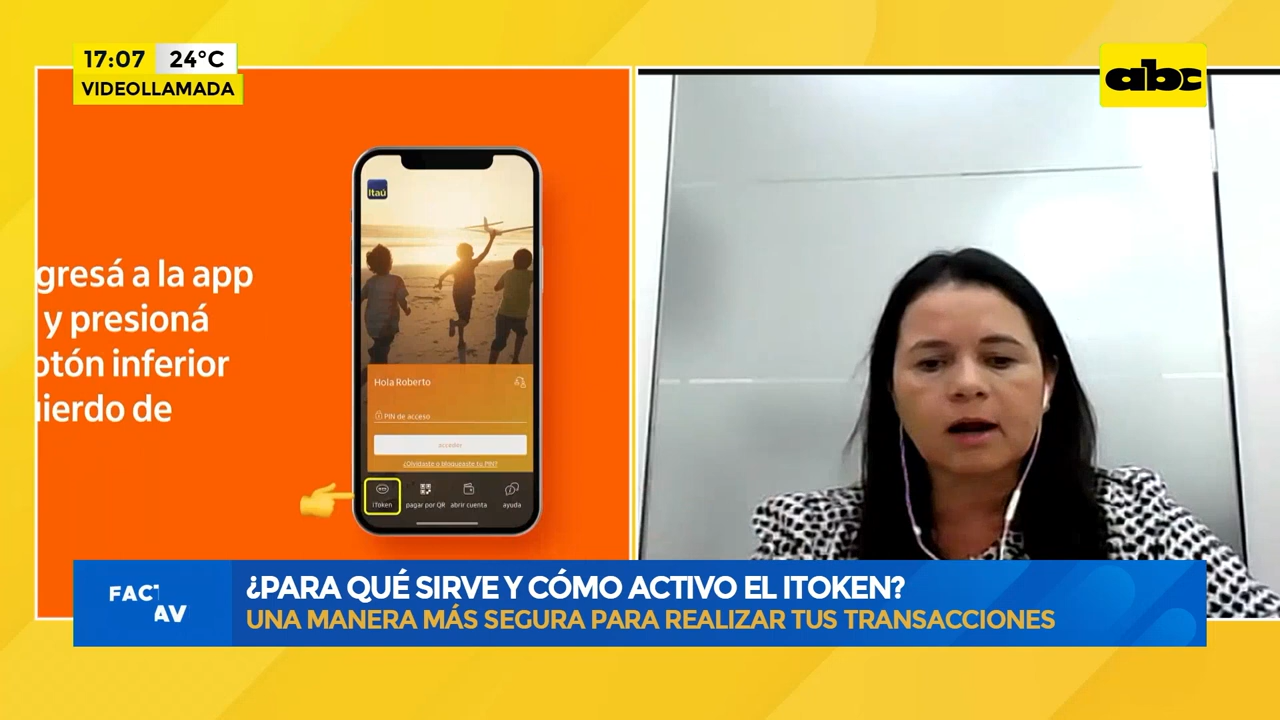 17:07 24°C
VIDEOLLAMADA
abc
gresá a la app
y presioná
otón inferior
uierdo de
Itaú
Hola Roberto
PIN de acceso
acceder
¿Olvidaste o bloqueaste tu PIN?
iToken pagar por QR abrir cuenta ayuda
FACT
AV
¿PARA QUÉ SIRVE Y CÓMO ACTIVO EL ITOKEN?
UNA MANERA MÁS SEGURA PARA REALIZAR TUS TRANSACCIONES